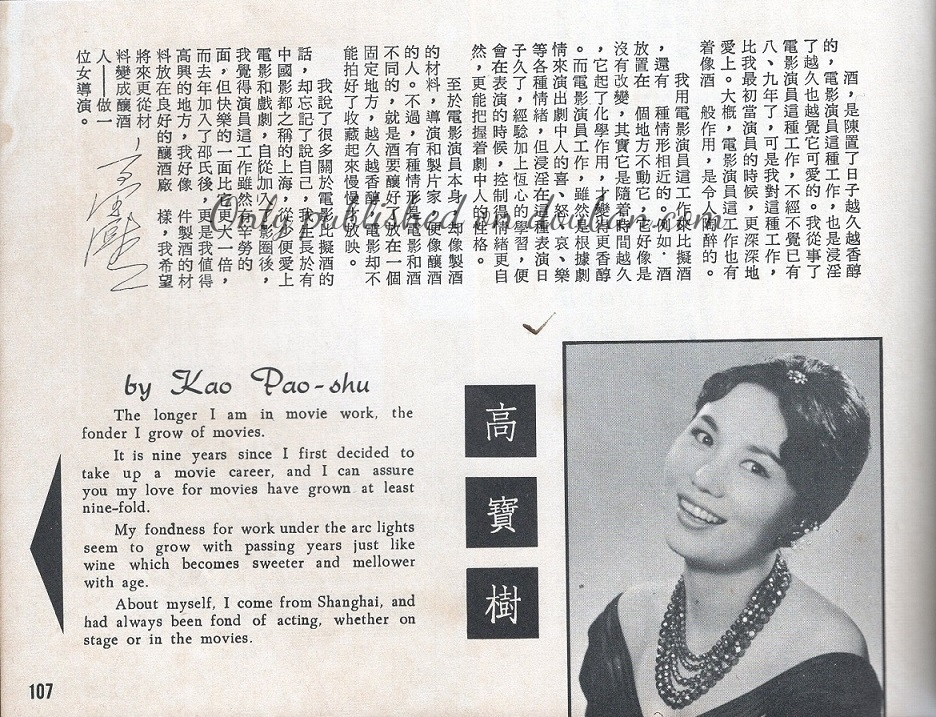 酒，是陳置了日子越久越香醇
的，電影演員這種工作，也是浸淫
了越久也越覺它可愛的。我從事了
電影演員這種工作，不經不覺已有
八、九年了，可是我對這種工作，
比我最初當演員的時候，更深深地
愛上。大概，電影演員這工作也有
着像酒 般作用，是令人陶醉的。
我用電影演員這工作來比擬酒
，還有 種情形相近的。例如．酒
放置在 個地方不動它，它好像是
沒有改變，其實它是隨着時間越久
，它起了化學作用，才變得更香醇
。而電影演員工作，雖然是根據劇
情來演出劇中人的喜、怒、哀、樂
等各種情緒，但浸淫在這種表演日
子久了，經驗加上恆心的學習，便
會在表演的時候，控制 情緒更自
然，更能把握着劇中人的性格。
至於電影演員本身，却像製酒
的材料，導演和製片家，便像釀酒
的人。不過，有種情形是電影和酒
不同的，就是酒要釀好了放在一個
固定地方，越久越香醇，電影却不
能拍好了收藏起來慢慢才放映。
我說了很多關於電影比擬酒的
話，却忘記了說自己，我生長於有
中國影都之稱的上海，從少便愛上
電影和戲劇，自從加入電影圈後，
我覺得演員這工作雖然有辛勞的
面，但快樂的一面比它大一倍，
而去年加入了邵氏後，更是我值得
高興的地方，我好像 件製酒的材
料放在良好的釀酒廠 樣，我希望
將來更從材
料變成釀酒
人——做一
位女導演。
高寶樹
Only published on douban.com
by Kao Pao-shu
The longer I am in movie work, the
fonder I grow of movies.
It is nine years since I first decided to
take up a movie career, and I can assure
you my love for movies have grown at least
nine-fold.
My fondness for work under the arc lights
seem to grow with passing years just like
wine which becomes sweeter and mellower
with age.
About myself, I come from Shanghai, and
had always been fond of acting, whether on
stage or in the movies.
高
寶
樹
107